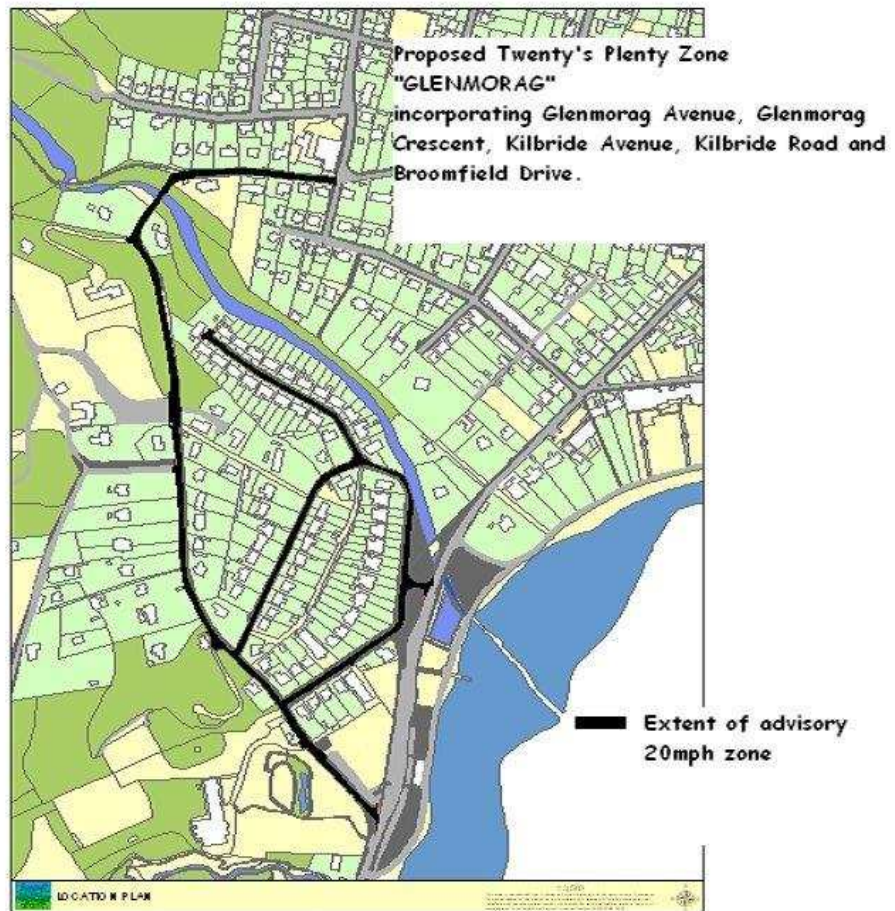 Proposed Twenty's Plenty Zone
"GLENMORAG"
incorporating Glenmorag Avenue, Glenmorag
Crescent, Kilbride Avenue, Kilbride Road and
Broomfield Drive.
Extent of advisory
20mph zone
LOCATION PLAN